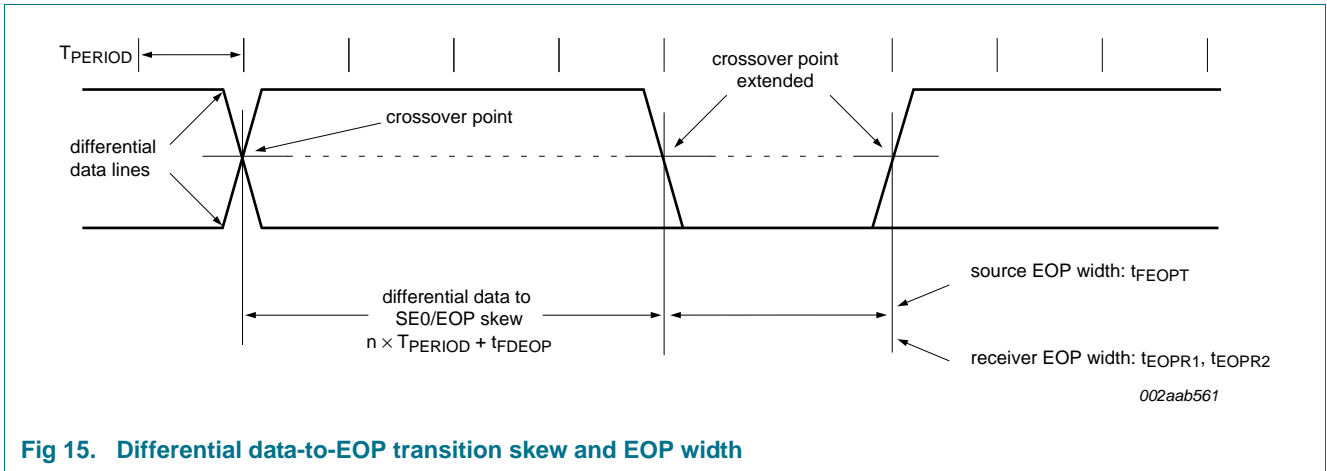 TPERIOD
crossover point
extended
crossover point
differential
data lines
source EOP width: tFEOPT
differential data to
SE0/EOP skew
n × TPERIOD + tFDEOP
receiver EOP width: tEOPR1, tEOPR2
002aab561
Fig 15. Differential data-to-EOP transition skew and EOP width